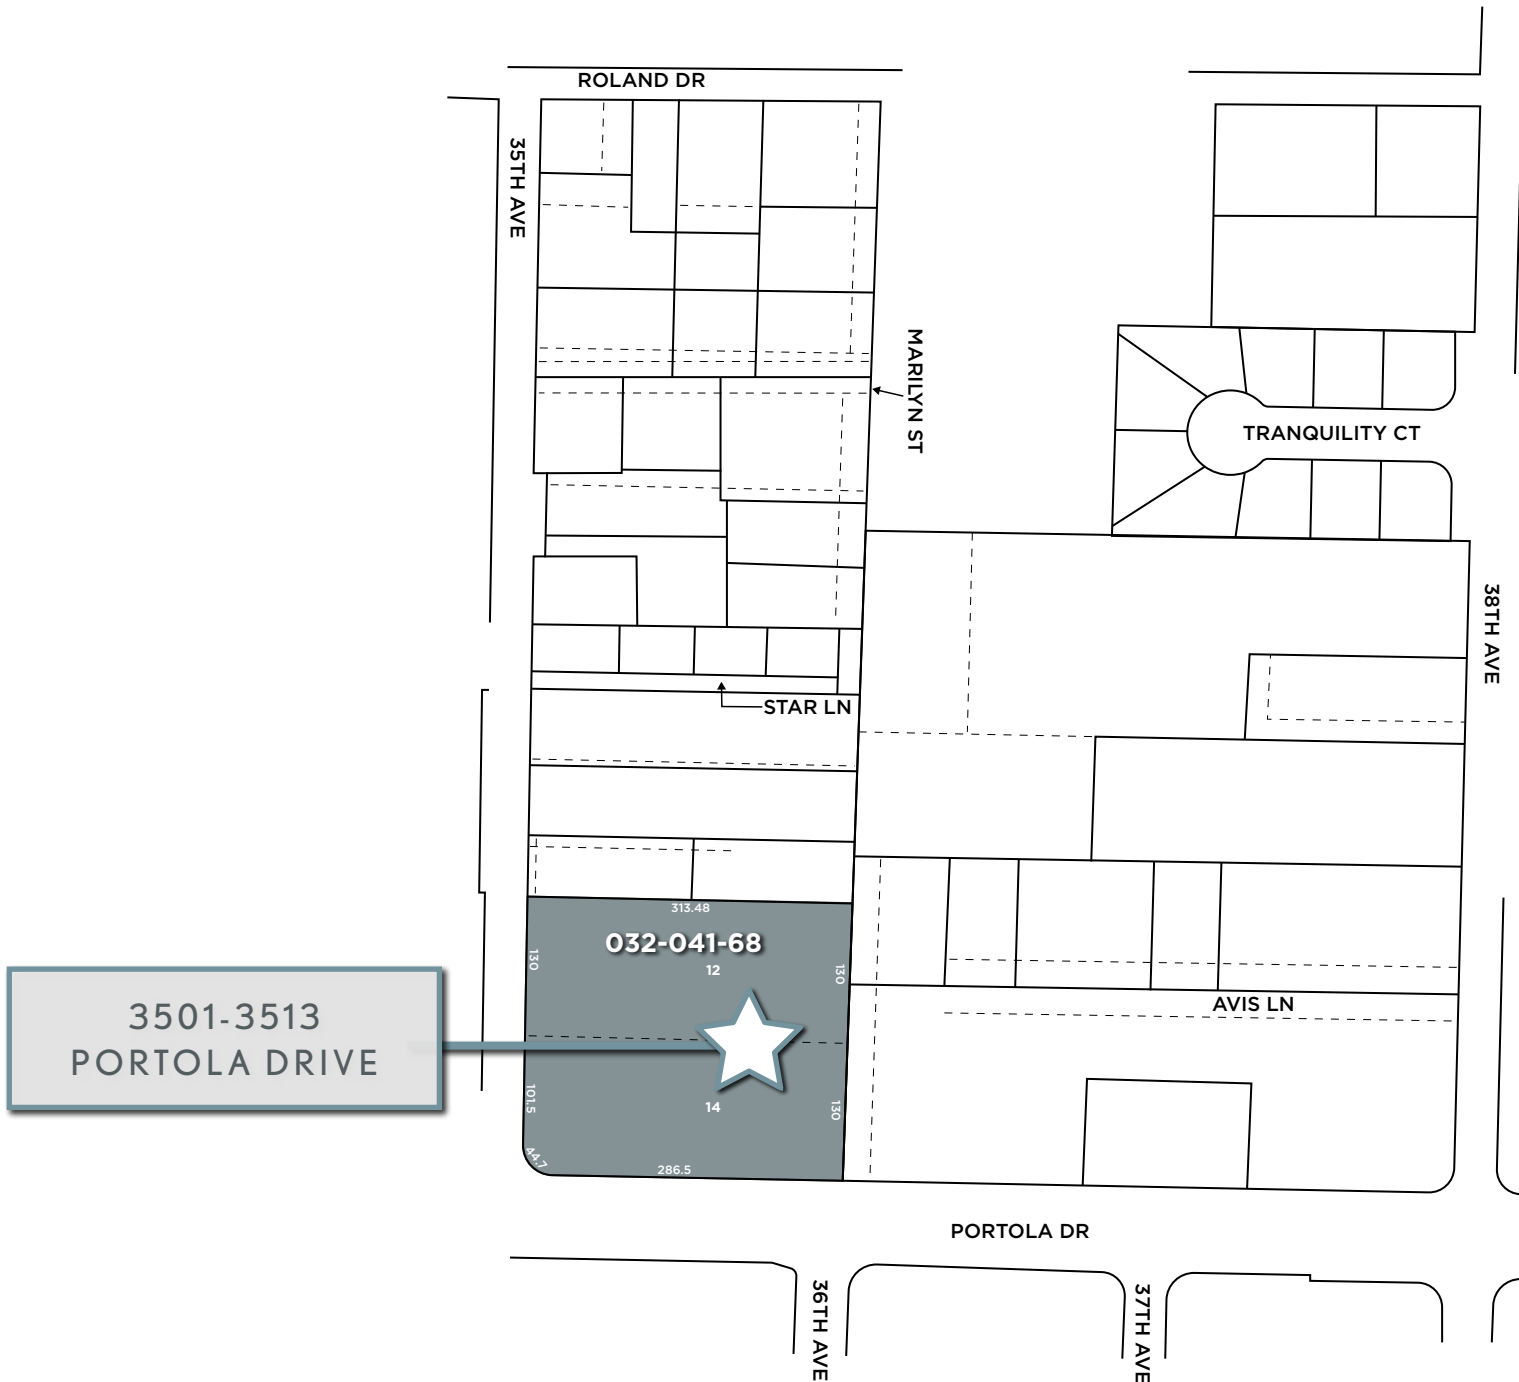 ROLAND DR
35TH AVE
MARILYN ST
TRANQUILITY CT
38TH AVE
STAR LN
313.48
032-041-68
130
12
130
AVIS LN
3501-3513
PORTOLA DRIVE
101.5
14
130
44.7
286.5
PORTOLA DR
36TH AVE
37TH AVE